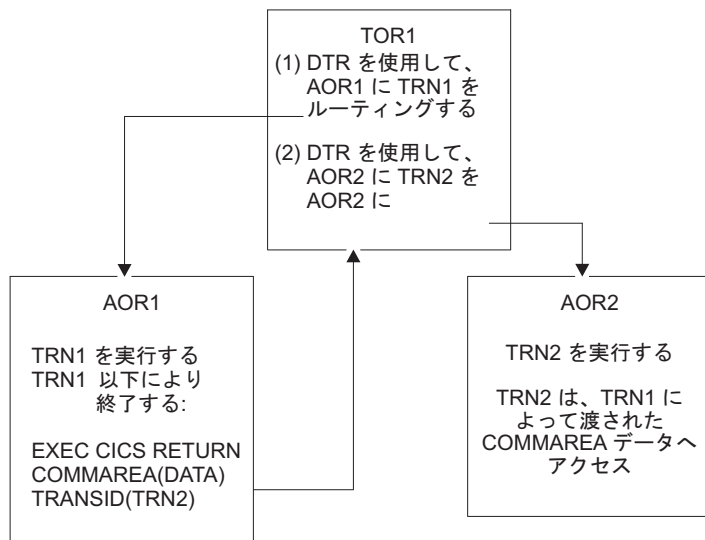 TOR1
(1) DTR を使用して、
AOR1 に TRN1 を
ルーティングする
(2) DTR を使用して、
AOR2 に TRN2 を
AOR2 に
AOR1
TRN1 を実行する
TRN1 以下により
終了する:
EXEC CICS RETURN
COMMAREA(DATA)
TRANSID(TRN2)
AOR2
TRN2 を実行する
TRN2 は、TRN1 に
よって渡された
COMMAREA データへ
アクセス